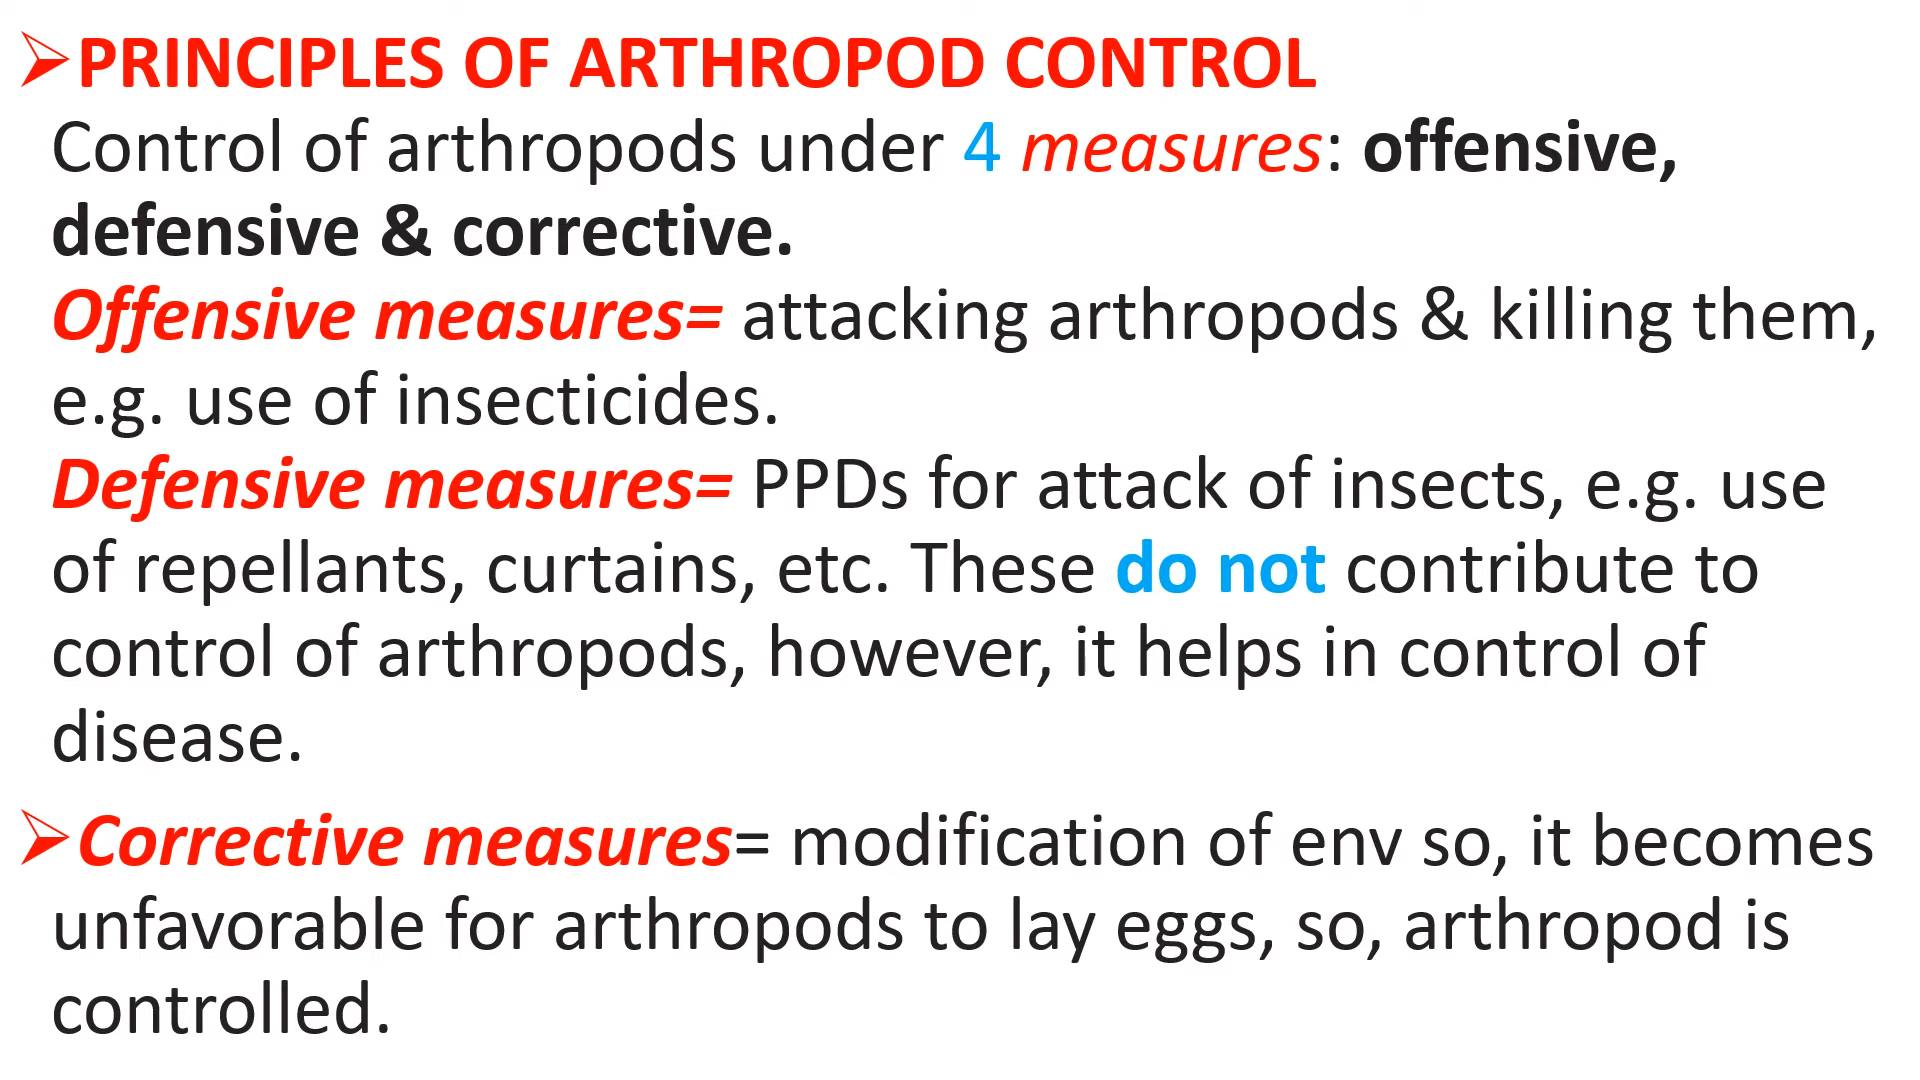 ➢PRINCIPLES OF ARTHROPOD CONTROL
Control of arthropods under 4 measures: offensive,
defensive & corrective.
Offensive measures= attacking arthropods & killing them,
e.g. use of insecticides.
Defensive measures= PPDs for attack of insects, e.g. use
of repellants, curtains, etc. These do not contribute to
control of arthropods, however, it helps in control of
disease.
➢Corrective measures= modification of env so, it becomes
unfavorable for arthropods to lay eggs, so, arthropod is
controlled.